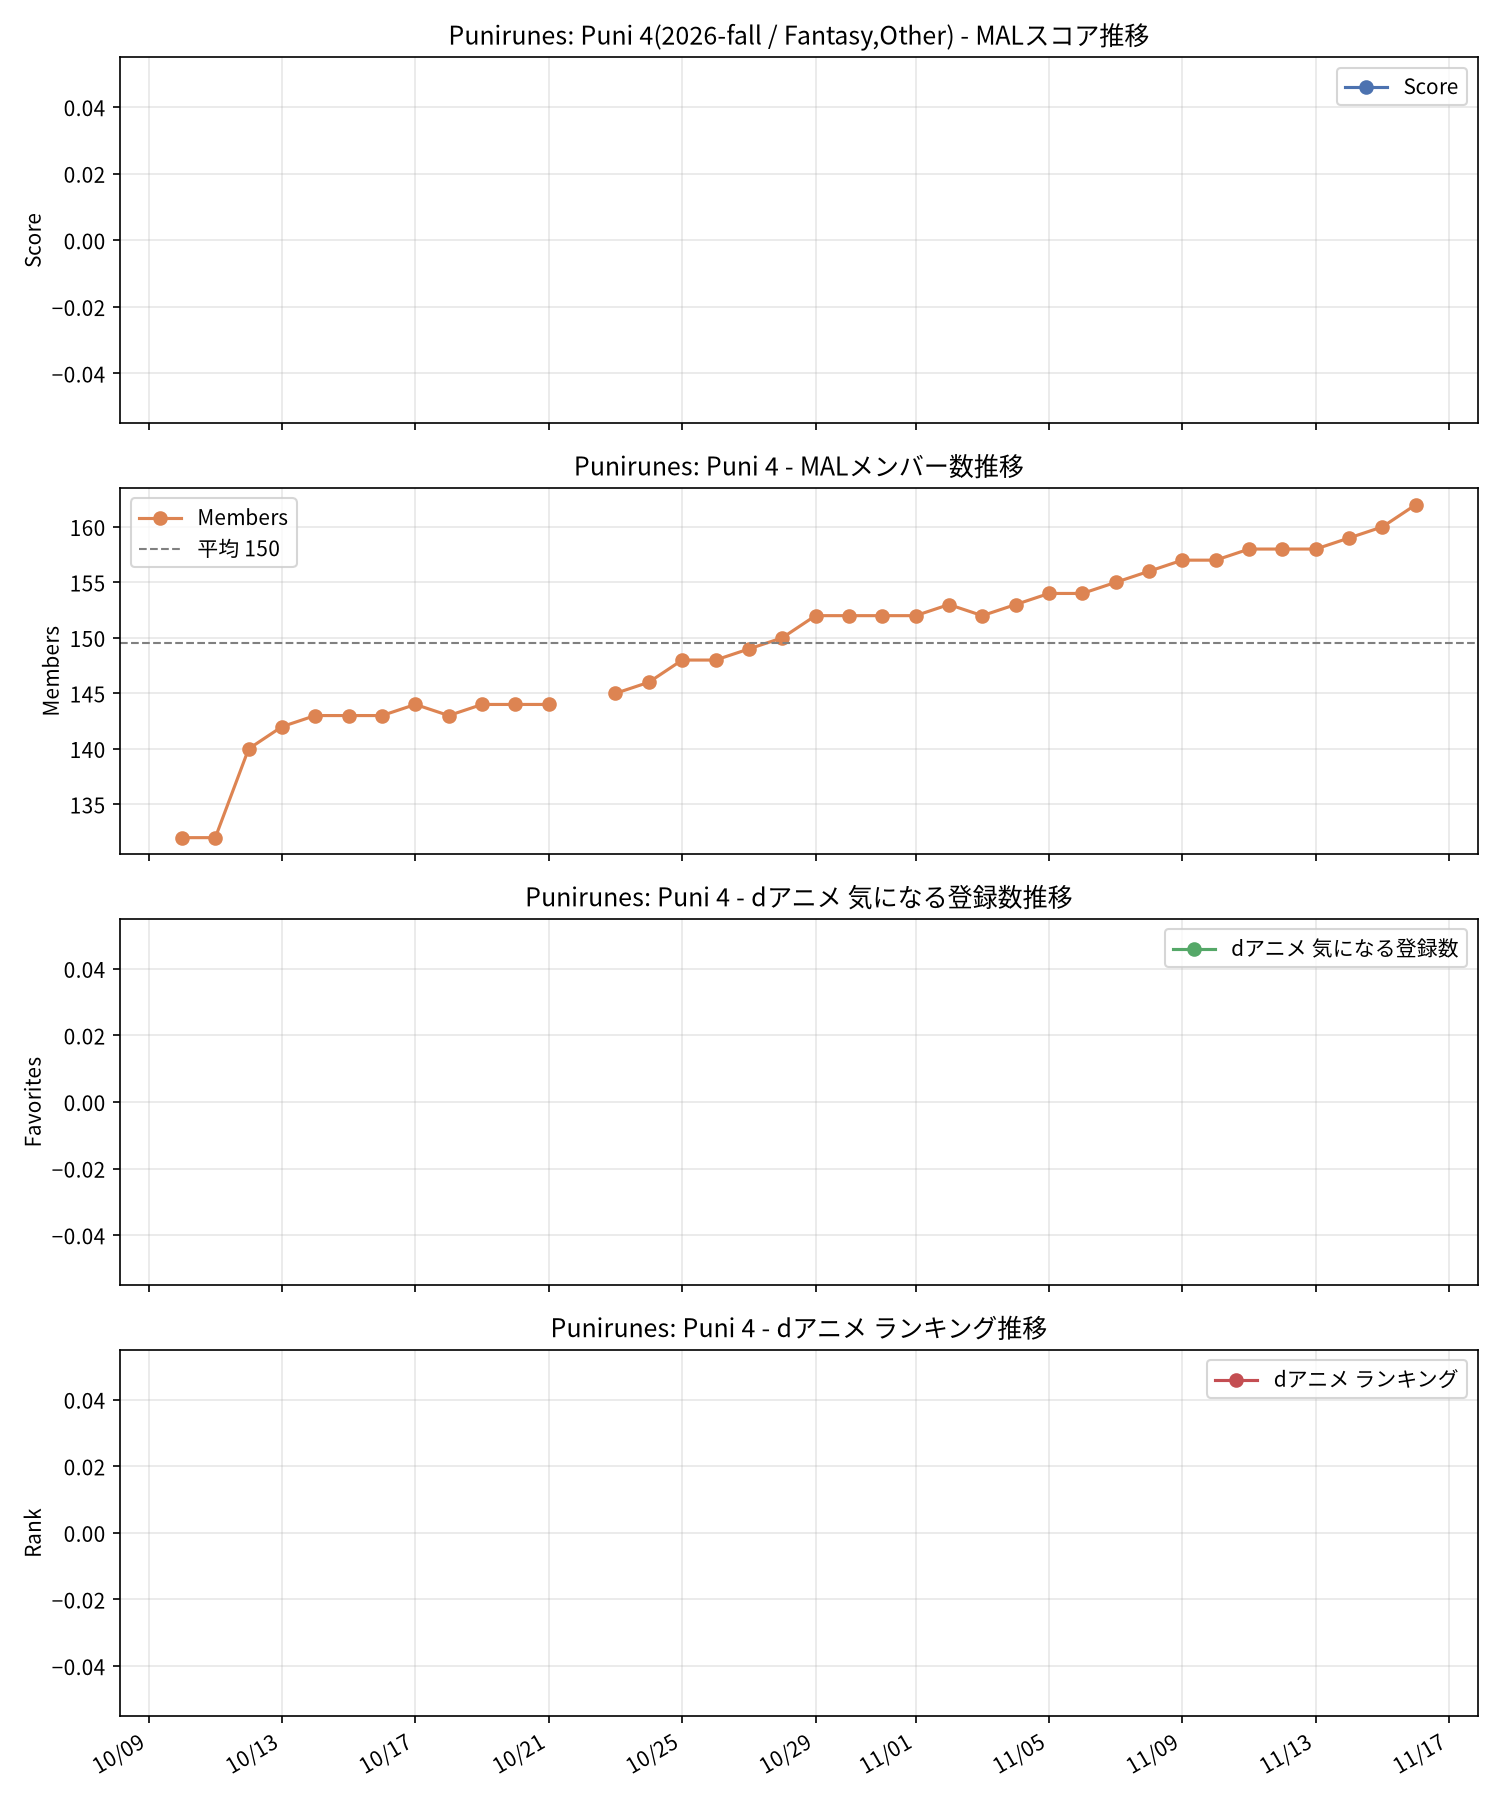 Punirunes: Puni 4(2026-fall / Fantasy,Other) - MALスコア推移
Score
0.04
0.02
0.00
−0.02
−0.04
Score
Punirunes: Puni 4 - MALメンバー数推移
Members
平均 150
160
155
150
145
140
135
Members
Punirunes: Puni 4 - dアニメ 気になる登録数推移
dアニメ 気になる登録数
0.04
0.02
0.00
−0.02
−0.04
Favorites
Punirunes: Puni 4 - dアニメ ランキング推移
dアニメ ランキング
0.04
0.02
0.00
−0.02
−0.04
Rank
10/09
10/13
10/17
10/21
10/25
10/29
11/01
11/05
11/09
11/13
11/17